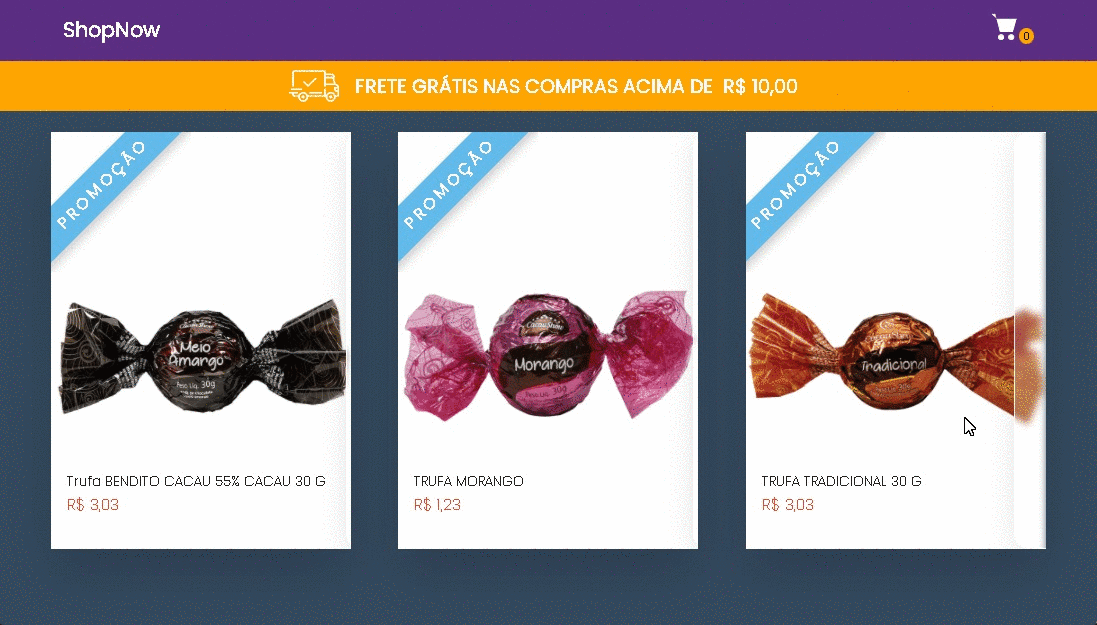 ShopNow
0
FRETE GRÁTIS NAS COMPRAS ACIMA DE R$ 10,00
PROMOÇÃO
PROMOÇÃO
PROMOÇÃO
Cacau Show
Meio
Amargo
Peso Líq. 30g
Cacau Show
Morango
Peso Líq. 30g
Tradicional
Trufa BENDITO CACAU 55% CACAU 30 G
R$ 3,03
TRUFA MORANGO
R$ 1,23
TRUFA TRADICIONAL 30 G
R$ 3,03